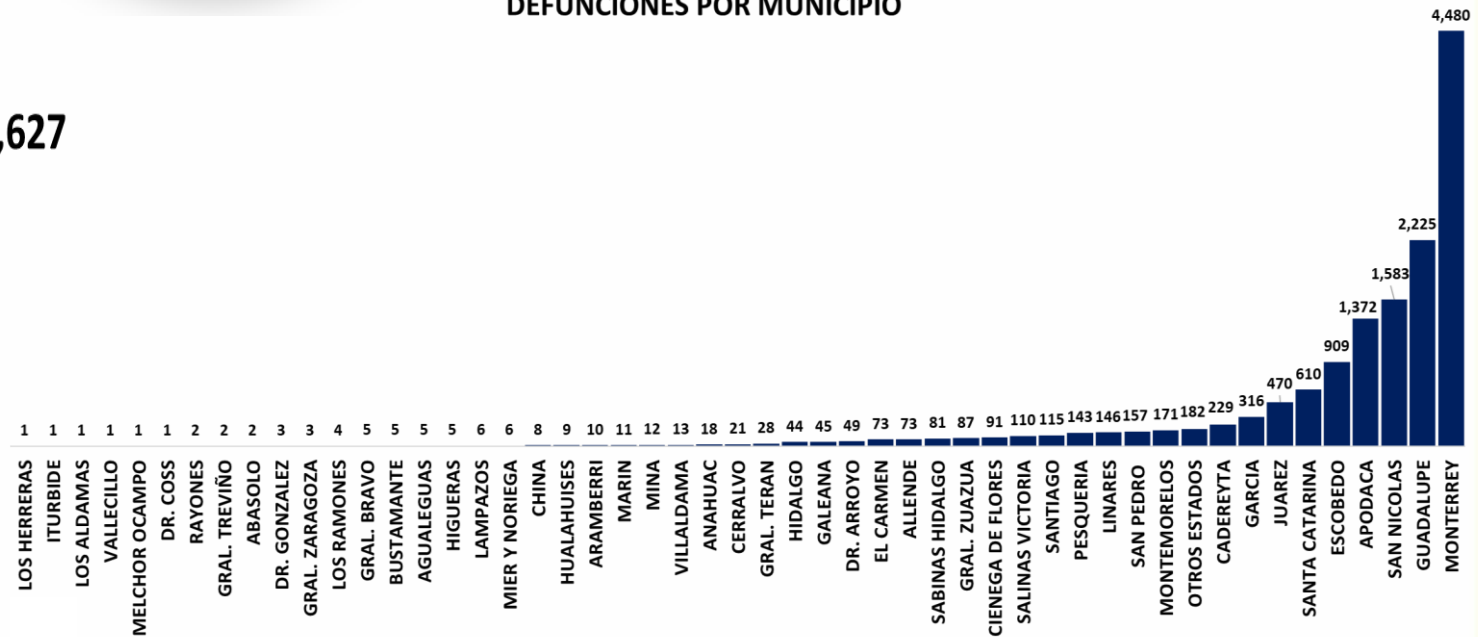 DEFUNCIONES POR MUNICIPIO
,627
1 1 1 1 1 1 2 2 2 3 3 4 5 5 5 5 6 6 8 9 10 11 12 13 18 21 28 44 45 49 73 73 81 87 91 110 115 143 146 157 171 182 229 316 470 610 909 1,372 1,583 2,225 4,480
LOS HERRERAS
ITURBIDE
LOS ALDAMAS
VALLECILLO
MELCHOR OCAMPO
DR. COSS
RAYONES
GRAL. TREVIÑO
ABASOLO
DR. GONZALEZ
GRAL. ZARAGOZA
LOS RAMONES
GRAL. BRAVO
BUSTAMANTE
AGUALEGUAS
HIGUERAS
LAMPAZOS
MIER Y NORIEGA
CHINA
HUALAHUISES
ARAMBERRI
MARIN
MINA
VILLALDAMA
ANAHUAC
CERRALVO
GRAL. TERAN
HIDALGO
GALEANA
DR. ARROYO
EL CARMEN
ALLENDE
SABINAS HIDALGO
GRAL. ZUAZUA
CIENEGA DE FLORES
SALINAS VICTORIA
SANTIAGO
PESQUERIA
LINARES
SAN PEDRO
MONTEMORELOS
OTROS ESTADOS
CADEREYTA
GARCIA
JUAREZ
SANTA CATARINA
ESCOBEDO
APODACA
SAN NICOLAS
GUADALUPE
MONTERREY